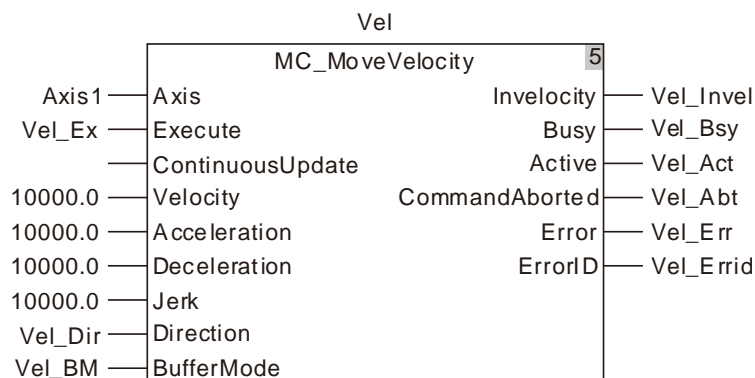 Vel
MC_MoveVelocity 5
Axis1 Axis Invelocity Vel_Invel
Vel_Ex Execute Busy Vel_Bsy
ContinuousUpdate Active Vel_Act
10000.0 Velocity CommandAborted Vel_Abt
10000.0 Acceleration Error Vel_Err
10000.0 Deceleration ErrorID Vel_Errid
10000.0 Jerk
Vel_Dir Direction
Vel_BM BufferMode